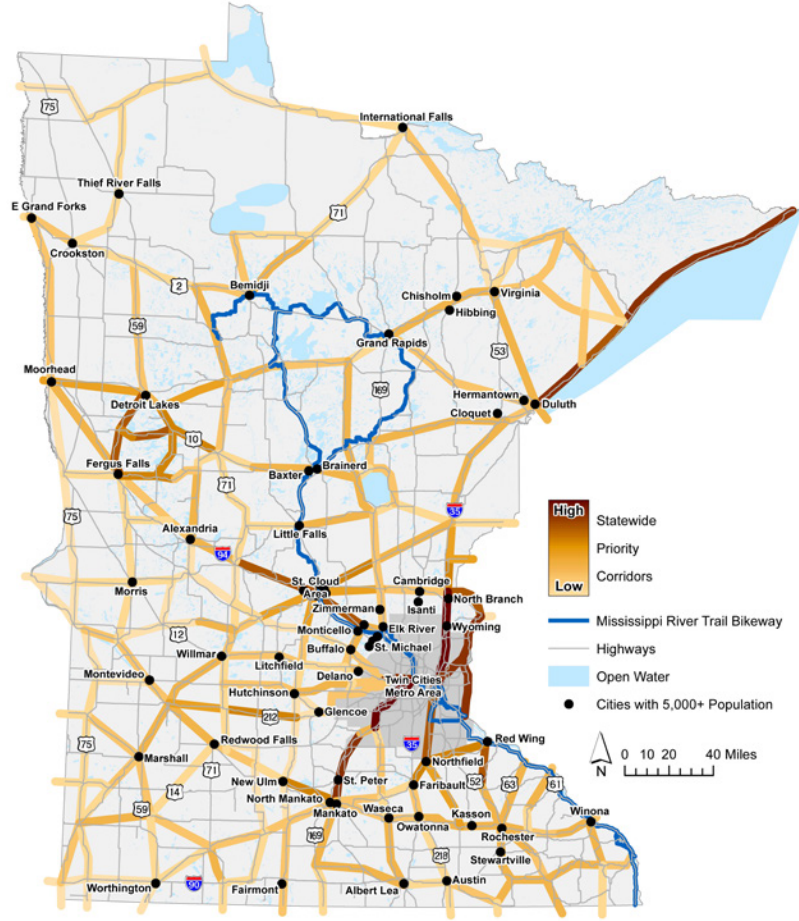 International Falls
75
Thief River Falls
E Grand Forks
71
Crookston
2
Bemidji
Chisholm
Virginia
Hibbing
59
Grand Rapids
53
Moorhead
169
Detroit Lakes
Hermantown
Duluth
Cloquet
10
Fergus Falls
Baxter
Brainerd
71
75
35
Alexandria
Little Falls
94
High
Statewide
Priority
Corridors
Low
St. Cloud
Area
Cambridge
Morris
Isanti
North Branch
Zimmerman
Mississippi River Trail Bikeway
12
Monticello
Elk River
Wyoming
Highways
Buffalo
St. Michael
Willmar
Litchfield
Open Water
Montevideo
Delano
Twin Cities
Metro Area
Hutchinson
Cities with 5,000+ Population
212
Glencoe
75
Redwood Falls
35
Red Wing
N
0 10 20 40 Miles
Marshall
71
Northfield
14
New Ulm
St. Peter
52
63
61
Faribault
North Mankato
59
Mankato
Waseca
Kasson
Winona
169
Owatonna
Rochester
218
Stewartville
Worthington
90
Fairmont
Albert Lea
Austin